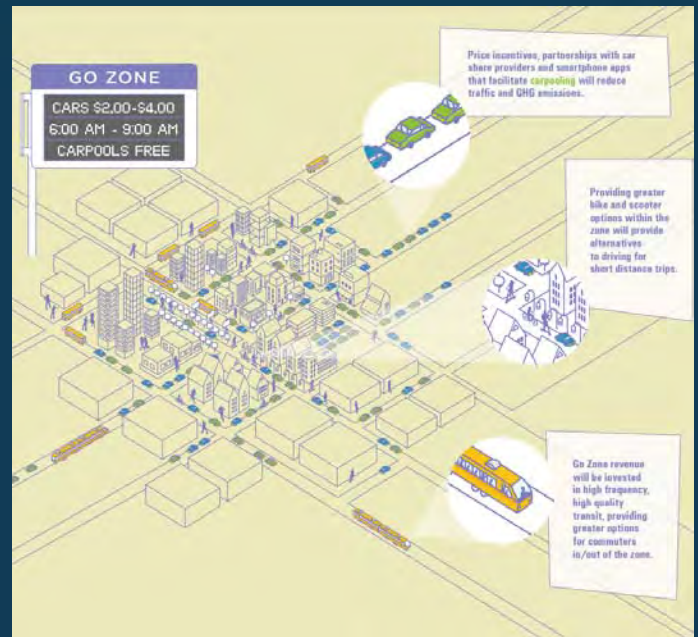 GO ZONE
CARS $2.00-$4.00
6:00 AM - 9:00 AM
CARPOOLS FREE
Price incentives, partnerships with car
share providers and smartphone apps
that facilitate carpooling will reduce
traffic and GHG emissions.
Providing greater
bike and scooter
options within the
zone will provide
alternatives
to driving for
short distance trips.
Go Zone revenue
will be invested
in high frequency,
high quality
transit, providing
greater options
for commuters
in/out of the zone.